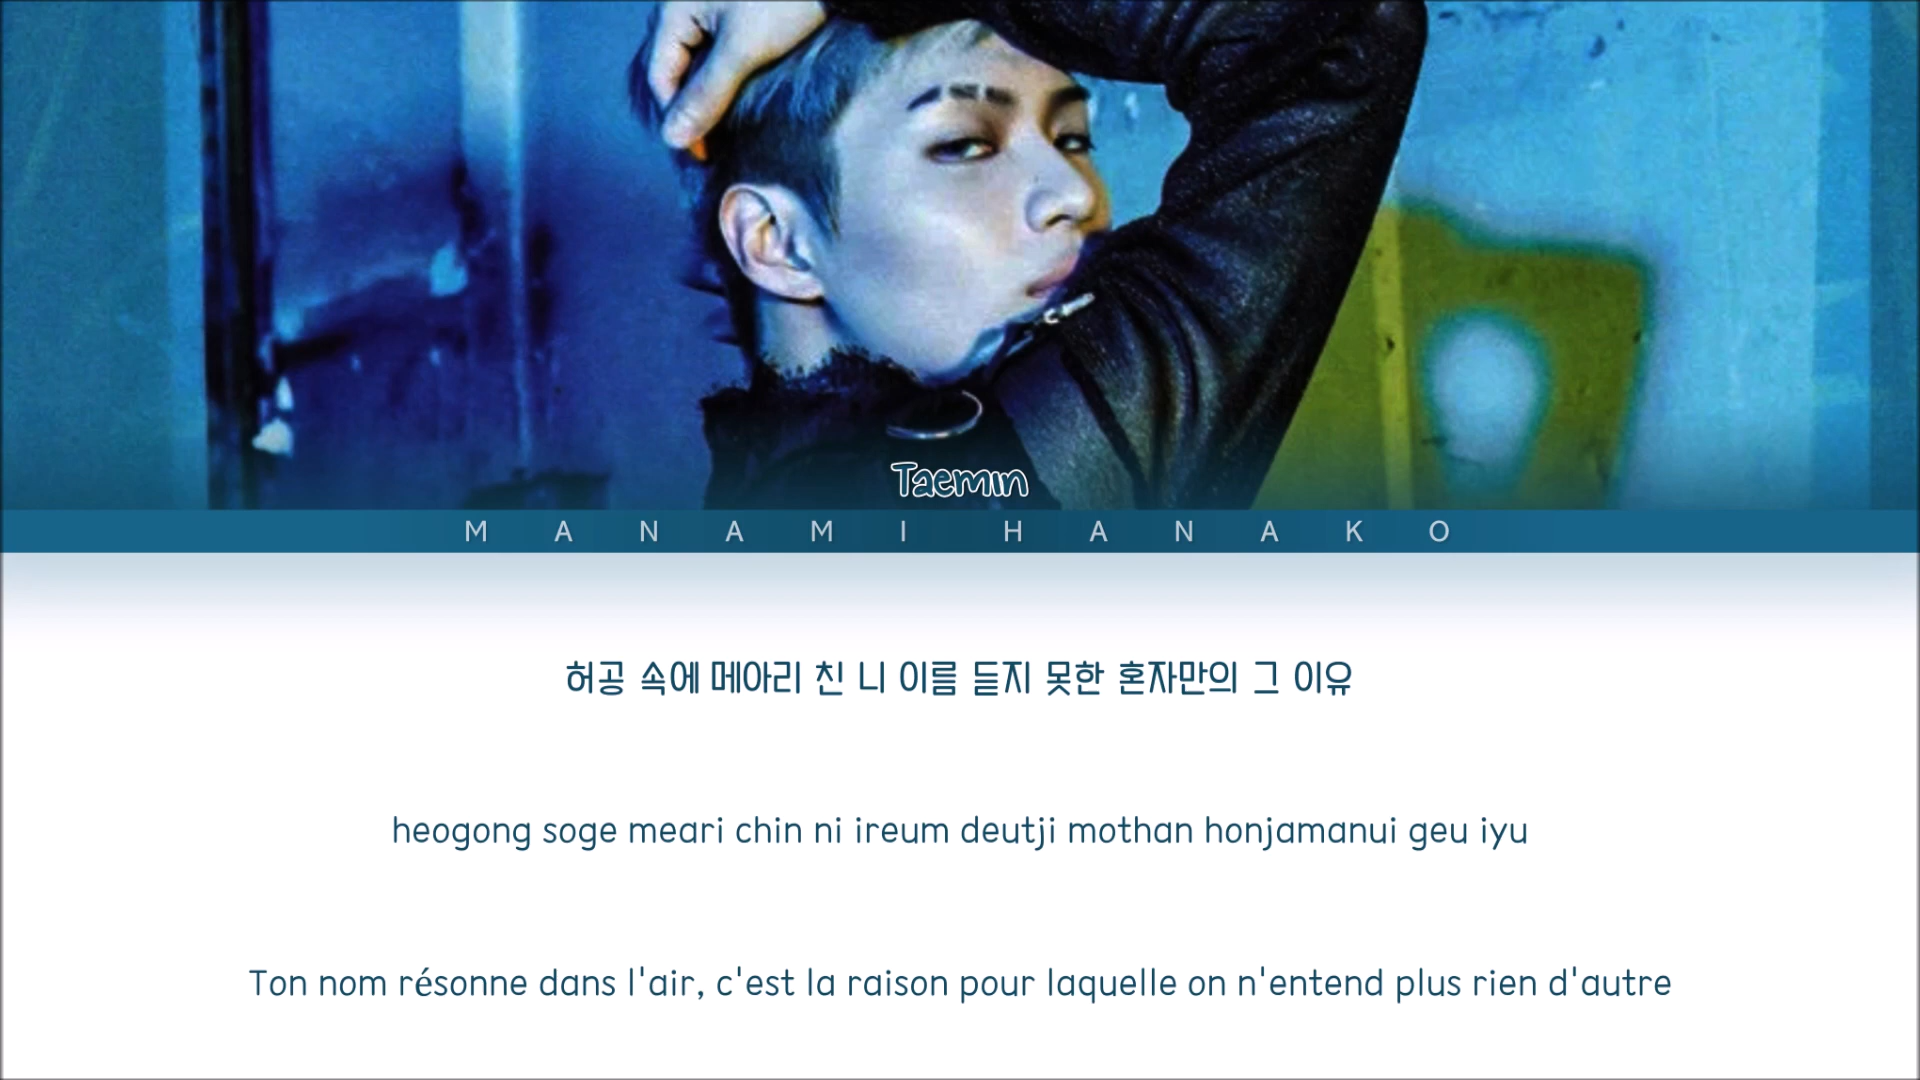 Taemin
MANAMI HANAKO
허공 속에 메아리 친 니 이름 듣지 못한 혼자만의 그 이유
heogong soge meari chin ni ireum deutji mothan honjamanui geu iyu
Ton nom résonne dans l'air, c'est la raison pour laquelle on n'entend plus rien d'autre